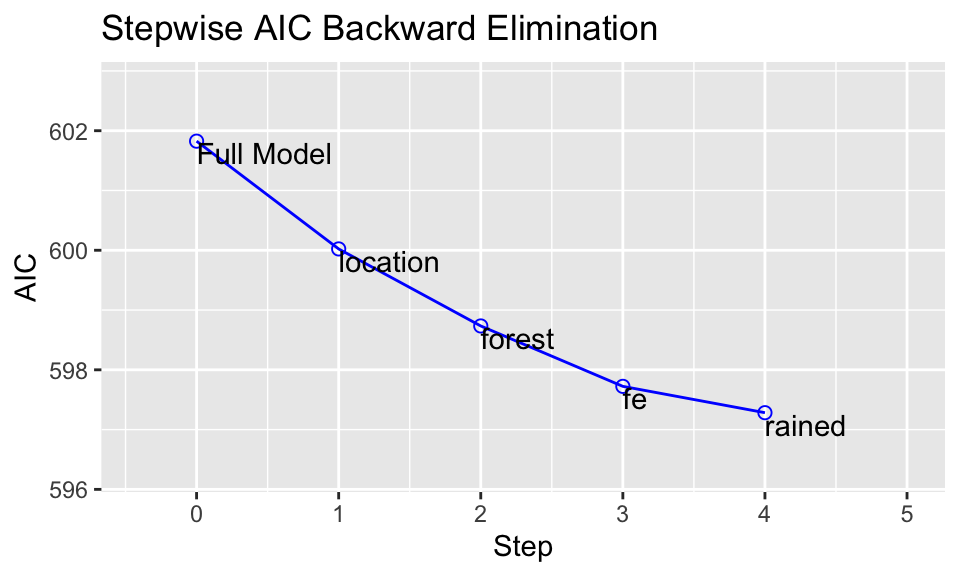 Stepwise AIC Backward Elimination
602
600
598
596
AIC
Full Model
location
forest
fe
rained
0 1 2 3 4 5
Step